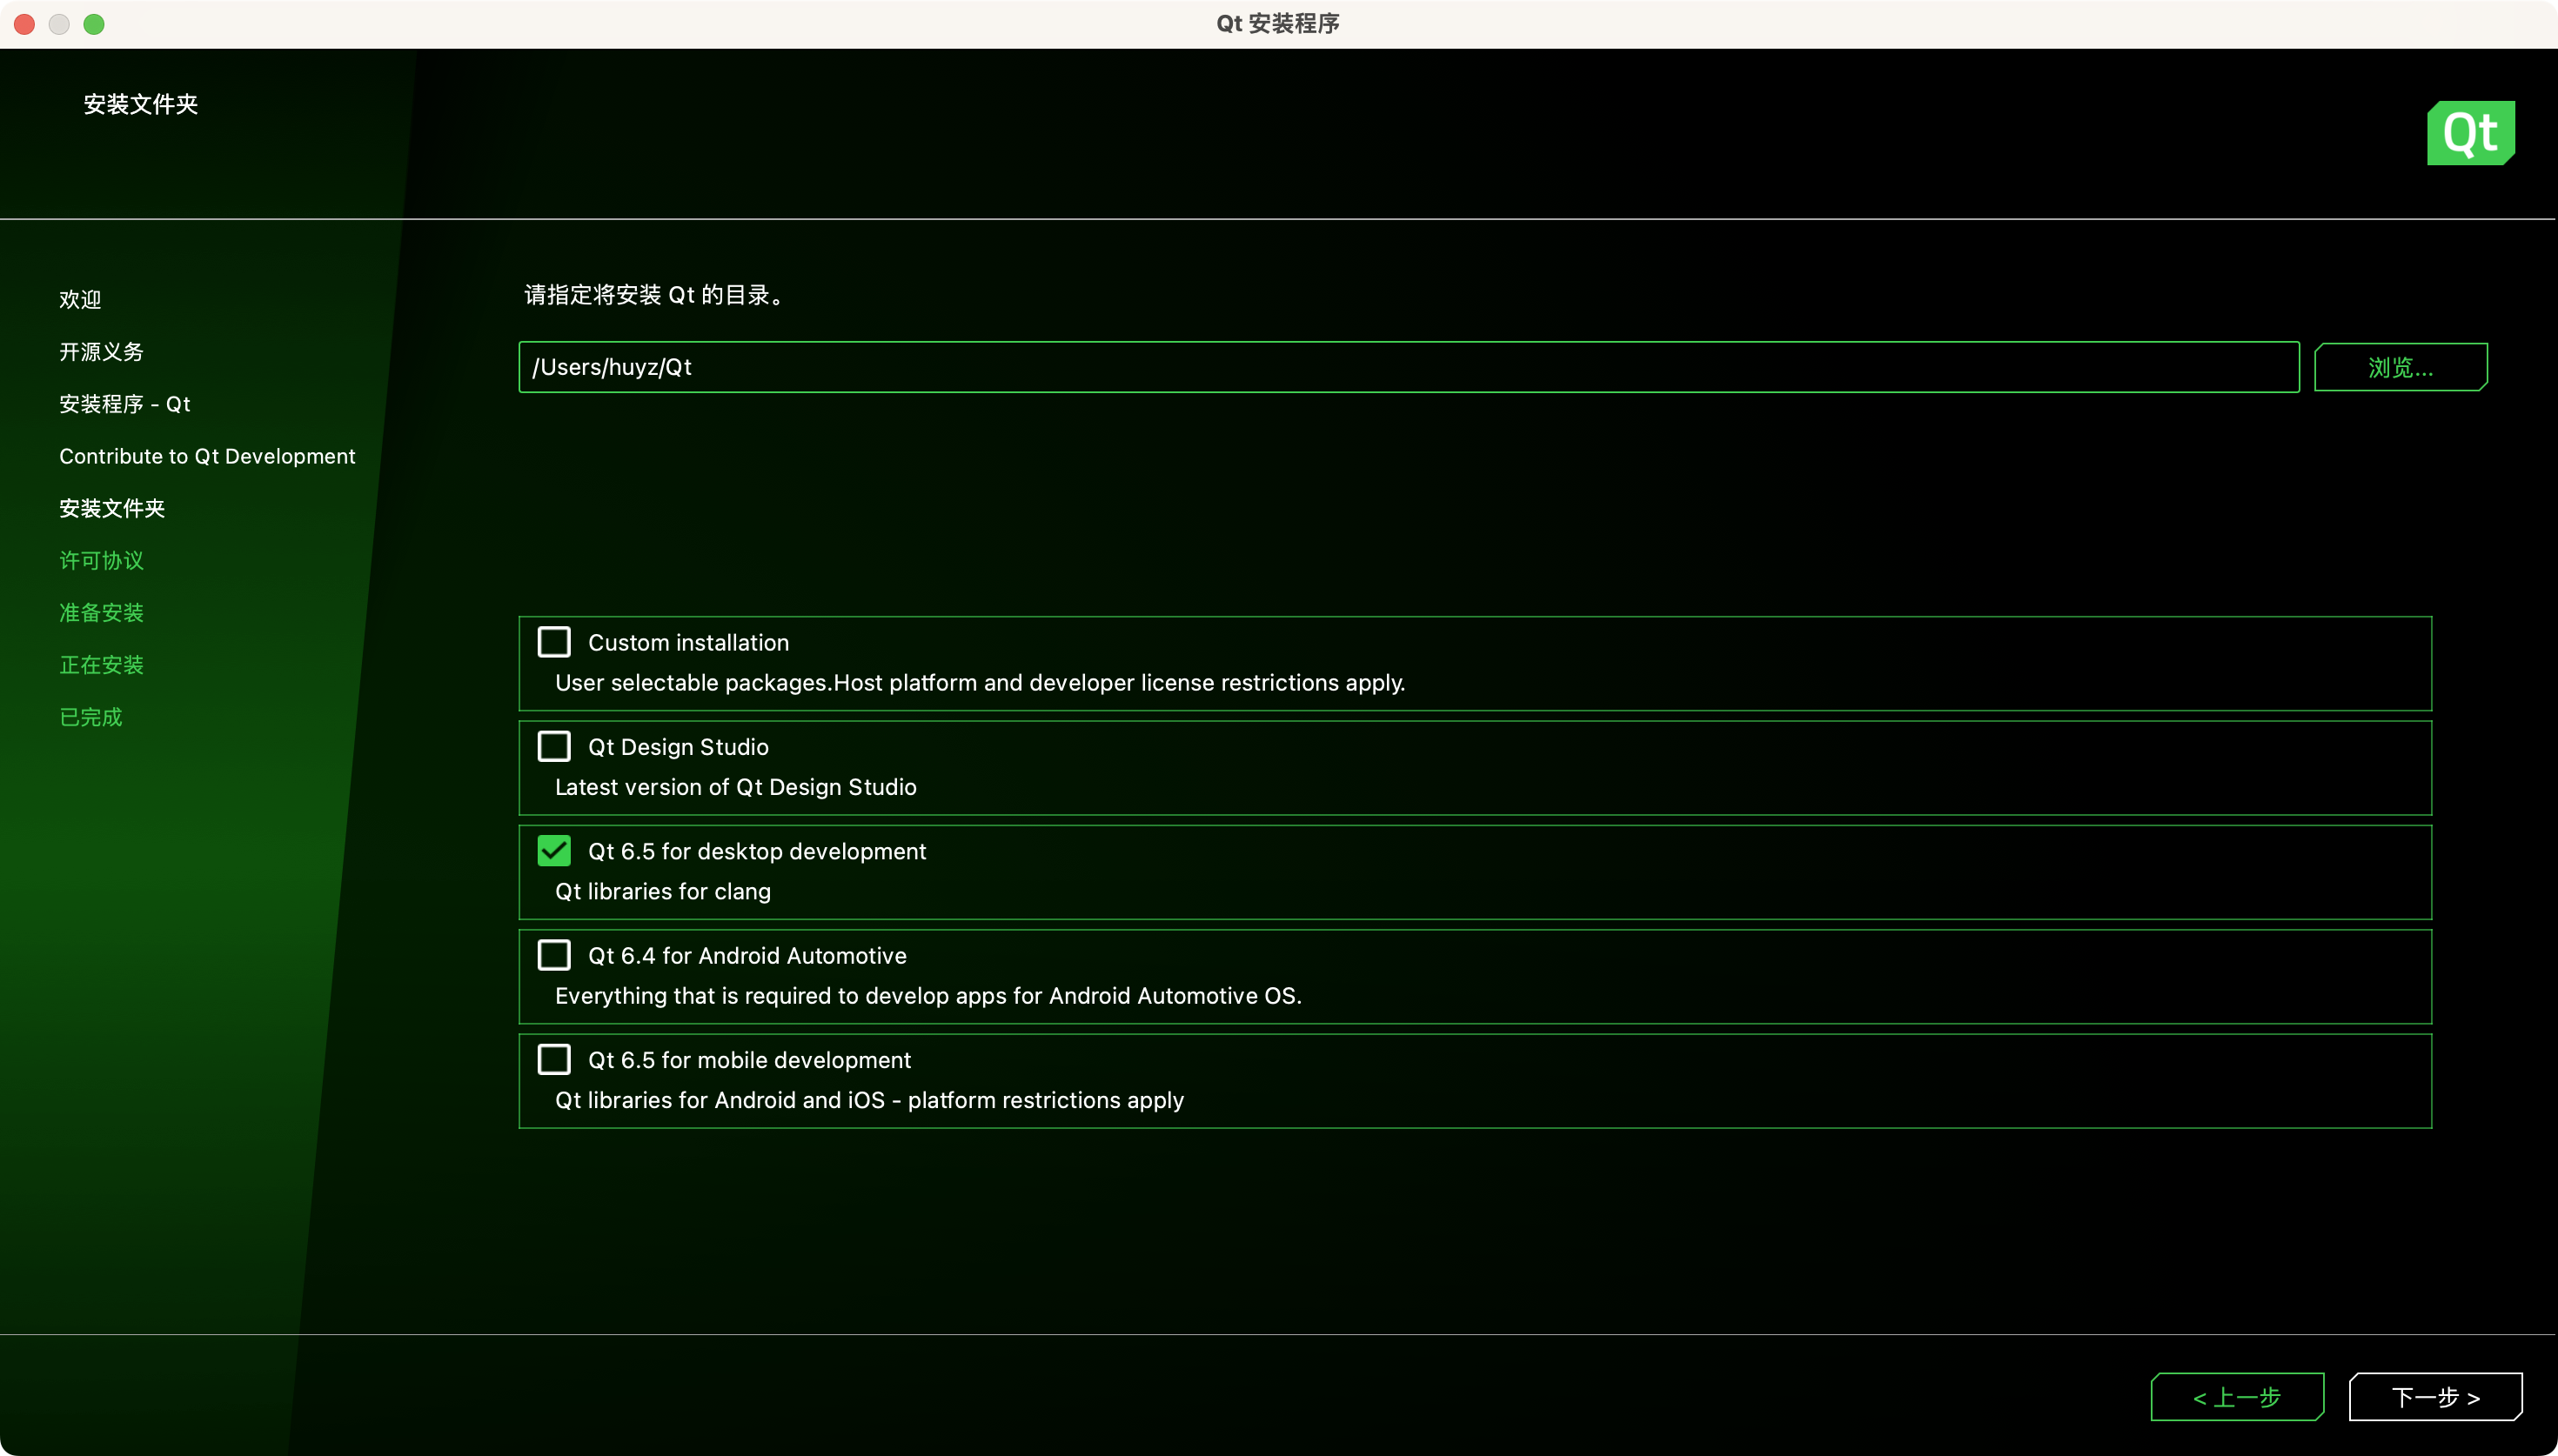 Qt 安装程序
安装文件夹
Qt
欢迎
开源义务
安装程序 - Qt
Contribute to Qt Development
安装文件夹
许可协议
准备安装
正在安装
已完成
请指定将安装 Qt 的目录。
/Users/huyz/Qt
浏览...
Custom installation
User selectable packages.Host platform and developer license restrictions apply.
Qt Design Studio
Latest version of Qt Design Studio
Qt 6.5 for desktop development
Qt libraries for clang
Qt 6.4 for Android Automotive
Everything that is required to develop apps for Android Automotive OS.
Qt 6.5 for mobile development
Qt libraries for Android and iOS - platform restrictions apply
< 上一步
下一步 >